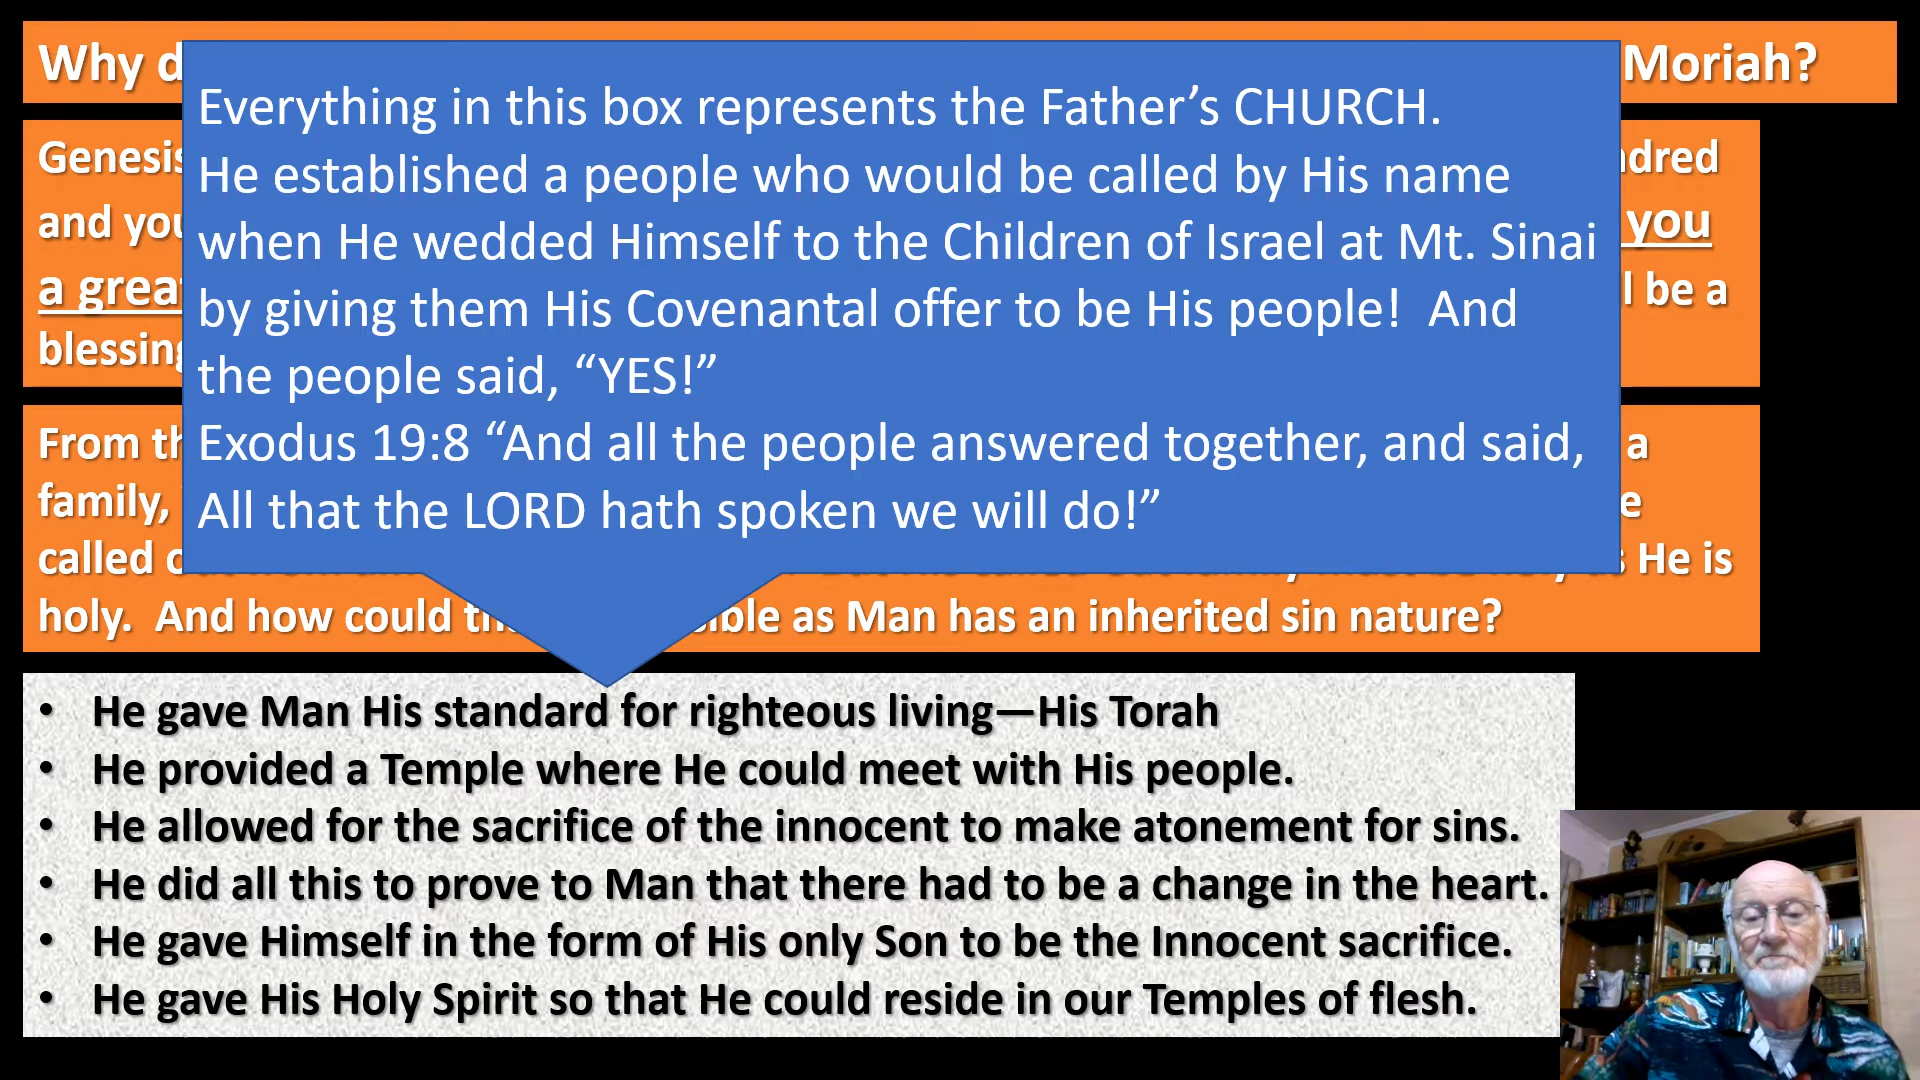 Why d Moriah?
Everything in this box represents the Father’s CHURCH.
He established a people who would be called by His name
when He wedded Himself to the Children of Israel at Mt. Sinai
by giving them His Covenantal offer to be His people!  And
the people said, “YES!”
Exodus 19:8 “And all the people answered together, and said,
All that the LORD hath spoken we will do!”
Genesis
and you you
a great l be a
blessing
From th a
family, e
called o He is
holy.  And how could th sible as Man has an inherited sin nature?
• He gave Man His standard for righteous living—His Torah
• He provided a Temple where He could meet with His people.
• He allowed for the sacrifice of the innocent to make atonement for sins.
• He did all this to prove to Man that there had to be a change in the heart.
• He gave Himself in the form of His only Son to be the Innocent sacrifice.
• He gave His Holy Spirit so that He could reside in our Temples of flesh.